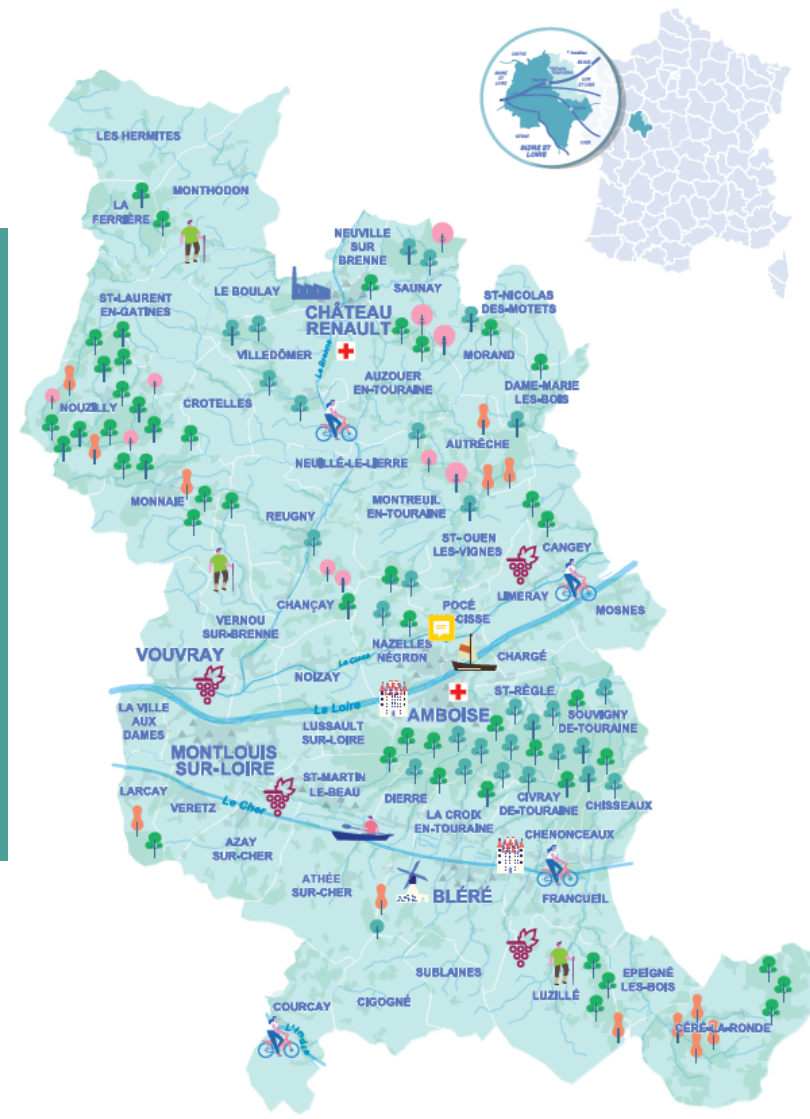 INDRE ET
LOIRE
LES HERMITES
MONTHODON
LA
FERRIÈRE
NEUVILLE
SUR
BRENNE
LE BOULAY
SAUNAY
ST-LAURENT
EN-GATINES
ST-NICOLAS
DES-MOTETS
CHÂTEAU
RENAULT
La Brenne
VILLEDÔMER
MORAND
AUZOUER
EN-TOURAINE
DAME-MARIE
LES-BOIS
NOUZILLY
CROTELLES
AUTRÈCHE
NEUILLÉ-LE-LIERRE
MONNAIE
MONTREUIL
EN-TOURAINE
REUGNY
ST-OUEN
LES-VIGNES
CANGEY
LIMERAY
MOSNES
CHANÇAY
POCÉ
CISSE
VERNOU
SUR-BRENNE
NAZELLES
NÉGRON
VOUVRAY
La Cisse
CHARGÉ
NOIZAY
ST-RÈGLE
LA VILLE
AUX
DAMES
La Loire
AMBOISE
SOUVIGNY
DE-TOURAINE
LUSSAULT
SUR-LOIRE
MONTLOUIS
SUR-LOIRE
ST-MARTIN
LE-BEAU
LARÇAY
VERETZ
Le Cher
DIERRE
CIVRAY
DE-TOURAINE
CHISSEAUX
LA CROIX
EN-TOURAINE
CHENONCEAUX
AZAY
SUR-CHER
ATHÉE
SUR-CHER
BLÉRÉ
FRANCUEIL
SUBLAINES
EPEIGNÉ
LES-BOIS
LUZILLÉ
COURCAY
CIGOGNÉ
CÉRÉ-LA-RONDE
L'Indre